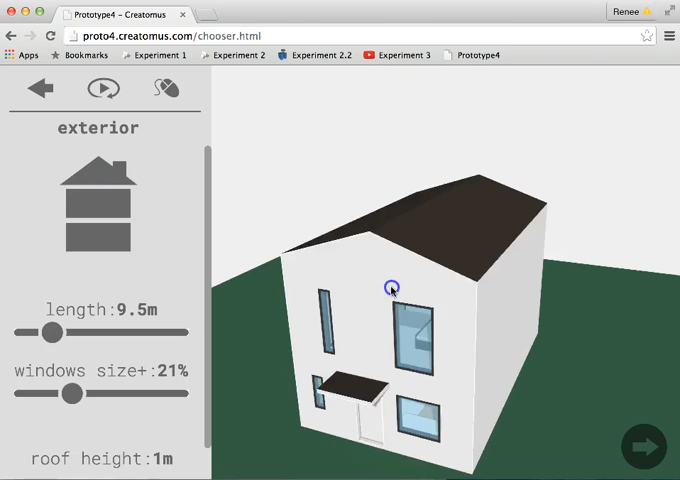 Prototype4 – Creatomus
Renee
proto4.creatomus.com/chooser.html
Apps Bookmarks Experiment 1 Experiment 2 Experiment 2.2 Experiment 3 Prototype4
exterior
length:9.5m
windows size+:21%
roof height:1m